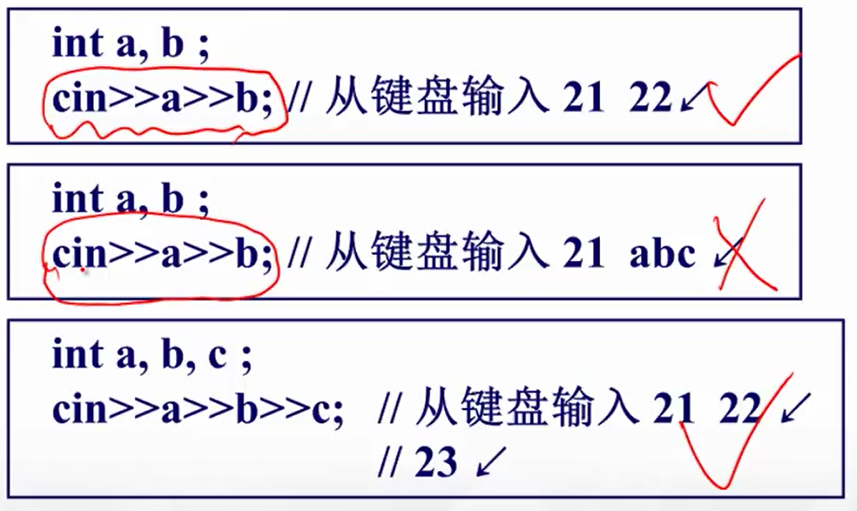 int a, b ;
cin>>a>>b; // 从键盘输入 21 22↙
int a, b ;
cin>>a>>b; // 从键盘输入 21 abc ↙
int a, b, c ;
cin>>a>>b>>c; // 从键盘输入 21 22 ↙
// 23 ↙